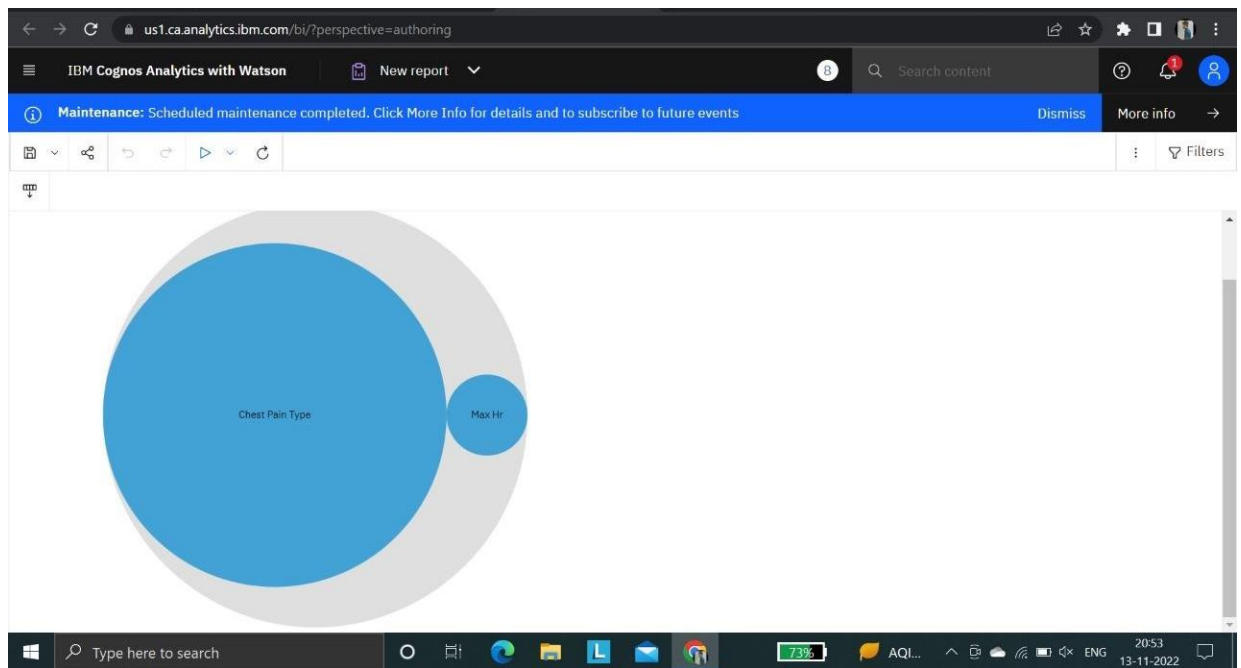 us1.ca.analytics.ibm.com/bi/?perspective=authoring
IBM Cognos Analytics with Watson New report 8 Search content 1
Maintenance: Scheduled maintenance completed. Click More Info for details and to subscribe to future events Dismiss More info
Filters
Chest Pain Type Max Hr
Type here to search L 73% AQI... ENG 20:53
13-11-2022